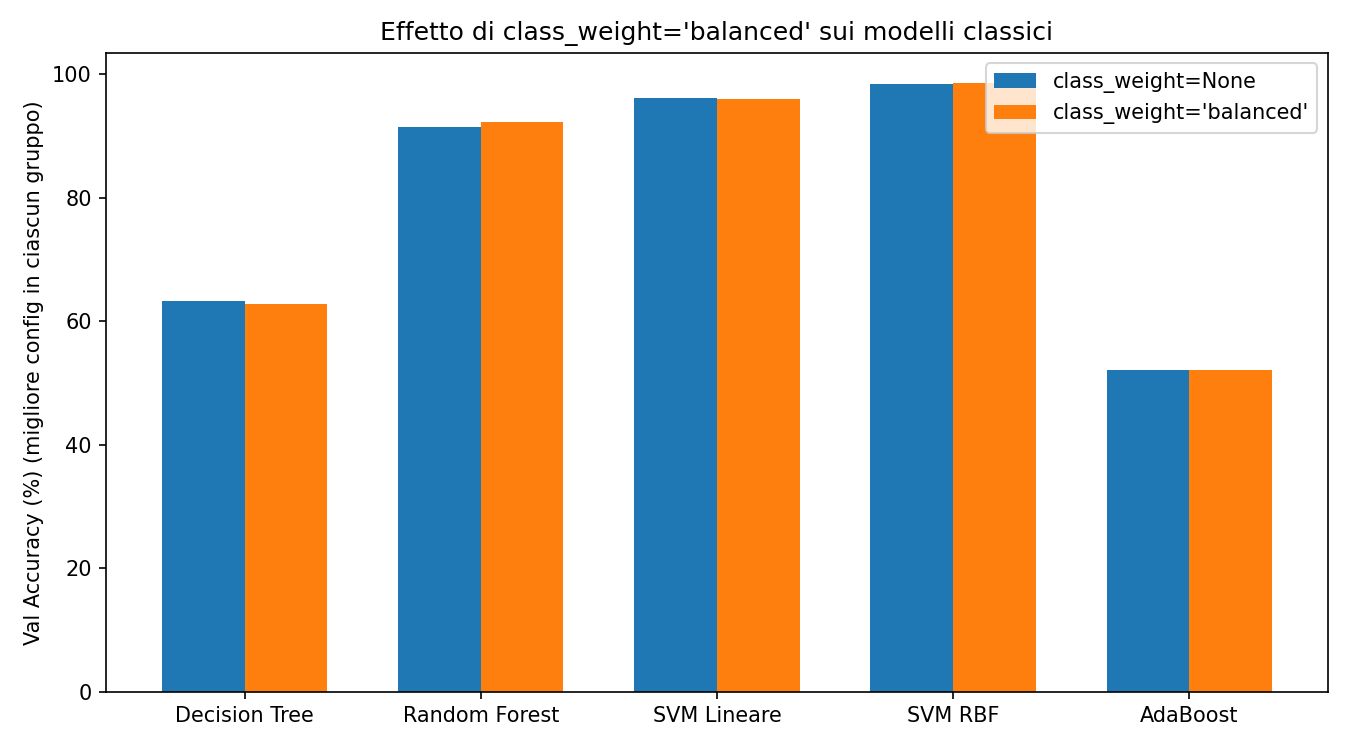 Effetto di class_weight='balanced' sui modelli classici
class_weight=None
class_weight='balanced'
Val Accuracy (%) (migliore config in ciascun gruppo)
100
80
60
40
20
0
Decision Tree
Random Forest
SVM Lineare
SVM RBF
AdaBoost